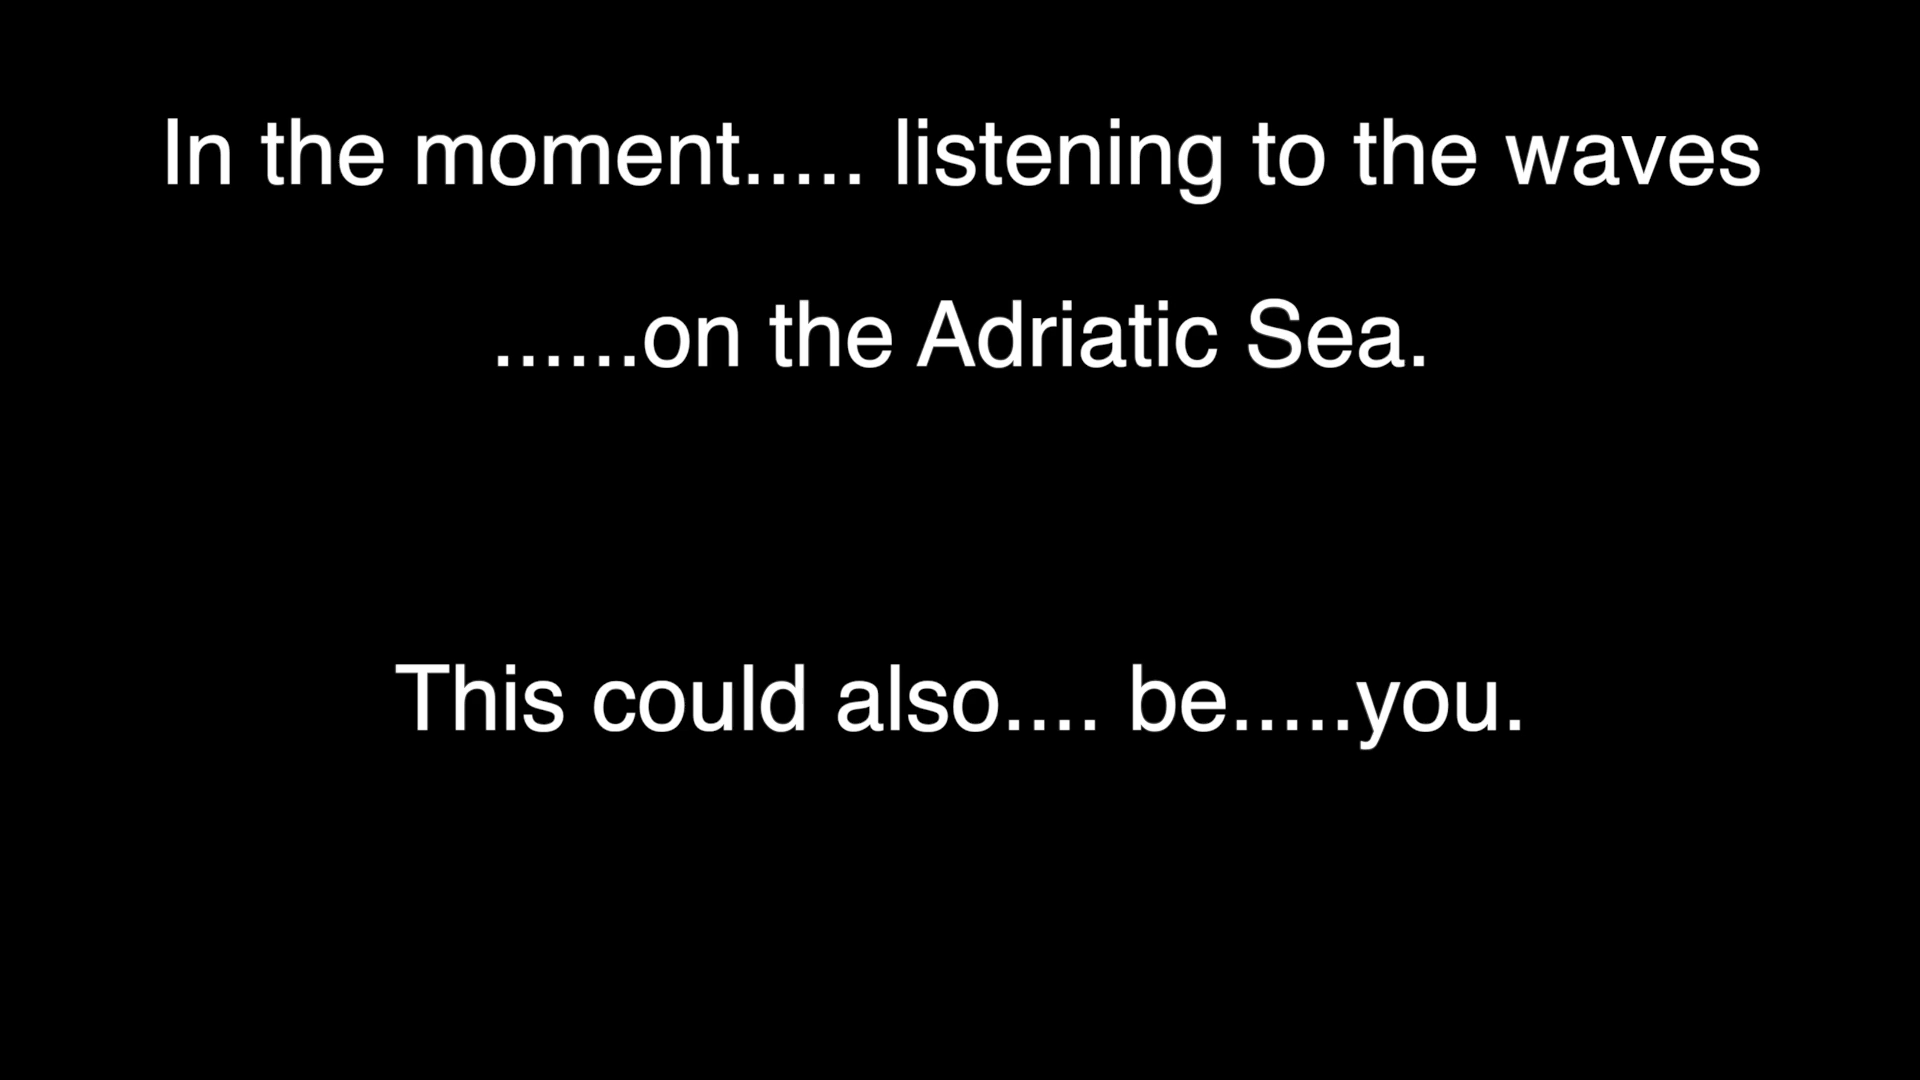 In the moment..... listening to the waves
......on the Adriatic Sea.
This could also.... be.....you.